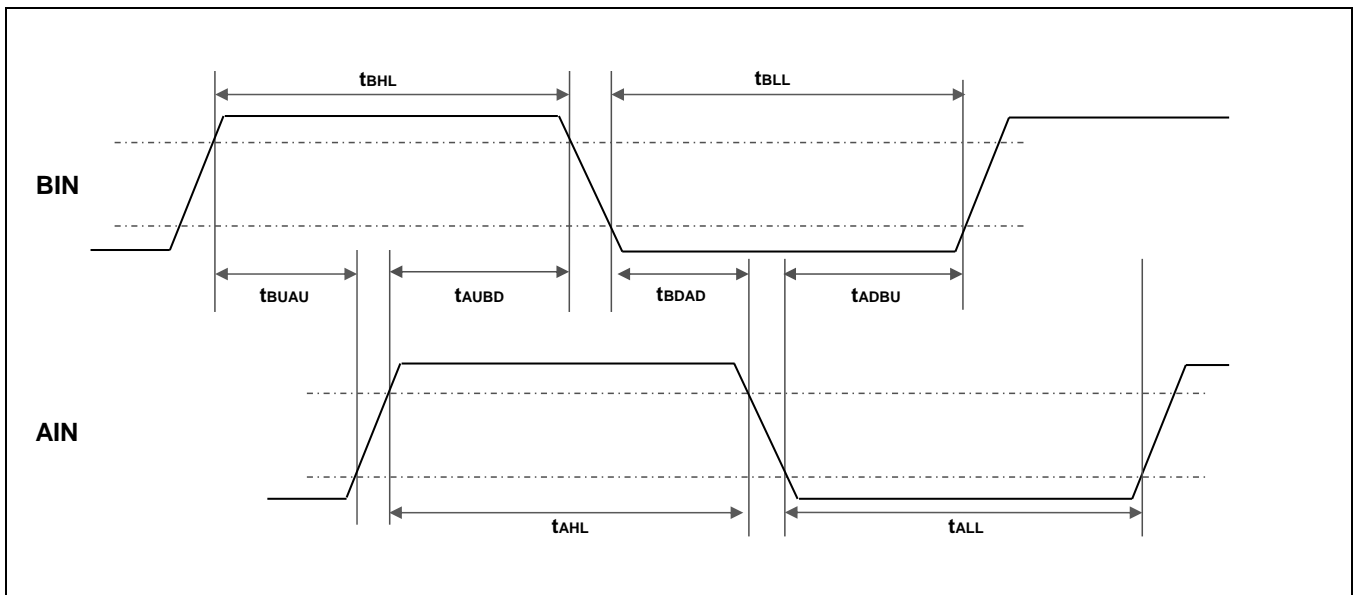 tBHL
tBLL
BIN
tBUAU
tAUBD
tBDAD
tADBU
AIN
tAHL
tALL